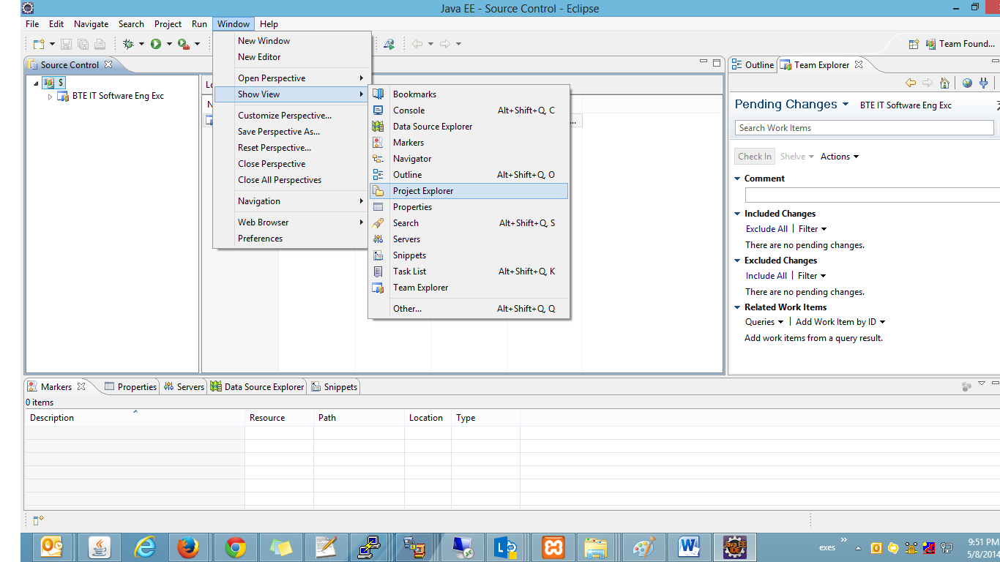 Java EE - Source Control - Eclipse
File Edit Navigate Search Project Run Window Help
Team Found...
New Window
New Editor
Open Perspective
Show View
Customize Perspective...
Save Perspective As...
Reset Perspective...
Close Perspective
Close All Perspectives
Navigation
Web Browser
Preferences
Bookmarks
Console Alt+Shift+Q, C
Data Source Explorer
Markers
Navigator
Outline Alt+Shift+Q, O
Project Explorer
Properties
Search Alt+Shift+Q, S
Servers
Snippets
Task List Alt+Shift+Q, K
Team Explorer
Other... Alt+Shift+Q, Q
Source Control
$
BTE IT Software Eng Exc
Outline Team Explorer
Pending Changes BTE IT Software Eng Exc
Search Work Items
Check In Shelve Actions
Comment
Included Changes
Exclude All | Filter
There are no pending changes.
Excluded Changes
Include All | Filter
There are no pending changes.
Related Work Items
Queries | Add Work Item by ID
Add work items from a query result.
Markers Properties Servers Data Source Explorer Snippets
0 items
Description Resource Path Location Type
exes
9:51 PM
5/8/2014